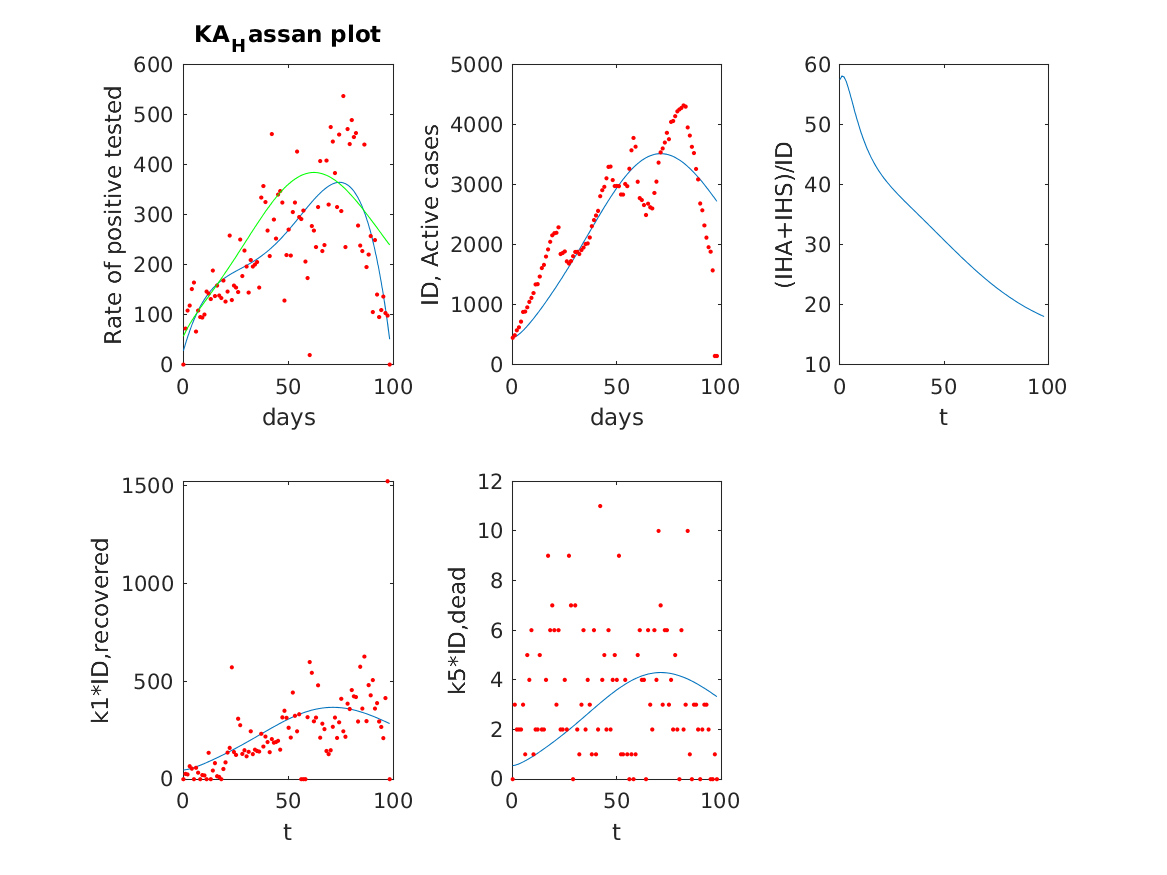 KA_Hassan plot
600
500
400
300
200
100
0
0 50 100
days
Rate of positive tested
5000
4000
3000
2000
1000
0
0 50 100
days
ID, Active cases
60
50
40
30
20
10
0 50 100
t
(IHA+IHS)/ID
1500
1000
500
0
0 50 100
t
k1*ID,recovered
12
10
8
6
4
2
0
0 50 100
t
k5*ID,dead